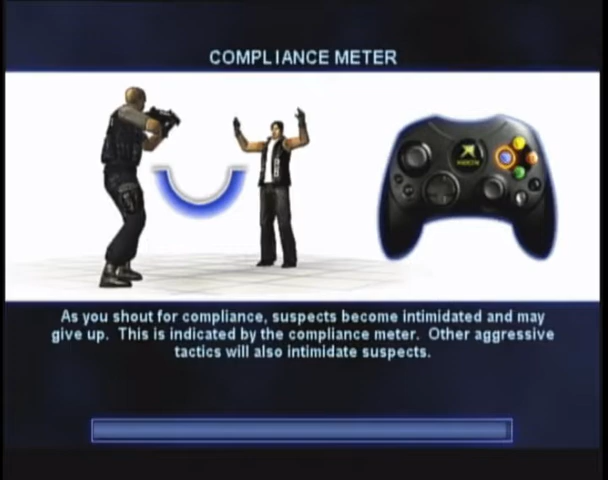 COMPLIANCE METER
As you shout for compliance, suspects become intimidated and may
give up. This is indicated by the compliance meter. Other aggressive
tactics will also intimidate suspects.